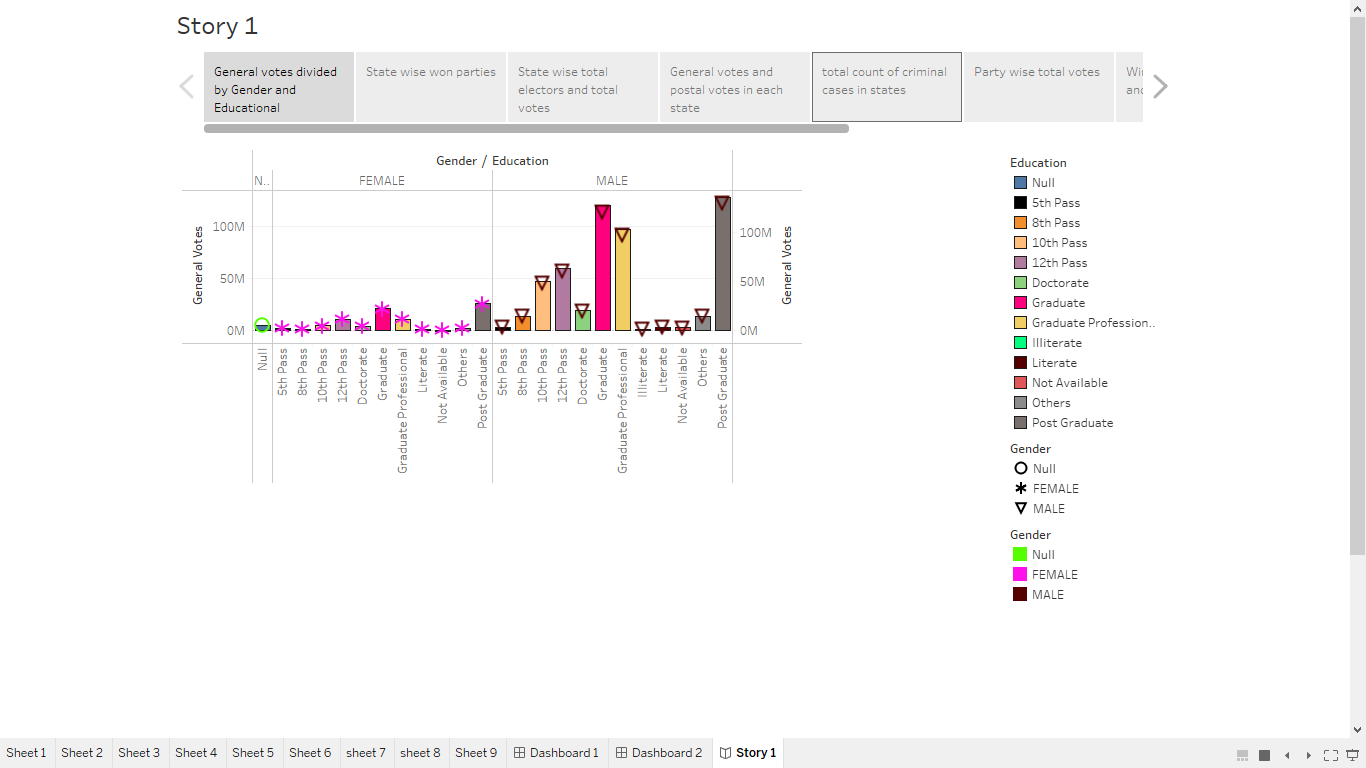 Story 1
General votes divided
by Gender and
Educational
State wise won parties
State wise total
electors and total
votes
General votes and
postal votes in each
state
total count of criminal
cases in states
Party wise total votes
Gender / Education
N..
FEMALE
MALE
General Votes
100M
50M
0M
100M
50M
0M
General Votes
Null
5th Pass
8th Pass
10th Pass
12th Pass
Doctorate
Graduate
Graduate Professional
Literate
Not Available
Others
Post Graduate
5th Pass
8th Pass
10th Pass
12th Pass
Doctorate
Graduate
Graduate Professional
Illiterate
Literate
Not Available
Others
Post Graduate
Education
Null
5th Pass
8th Pass
10th Pass
12th Pass
Doctorate
Graduate
Graduate Profession..
Illiterate
Literate
Not Available
Others
Post Graduate
Gender
Null
FEMALE
MALE
Gender
Null
FEMALE
MALE
Sheet 1 Sheet 2 Sheet 3 Sheet 4 Sheet 5 Sheet 6 sheet 7 sheet 8 Sheet 9 Dashboard 1 Dashboard 2 Story 1